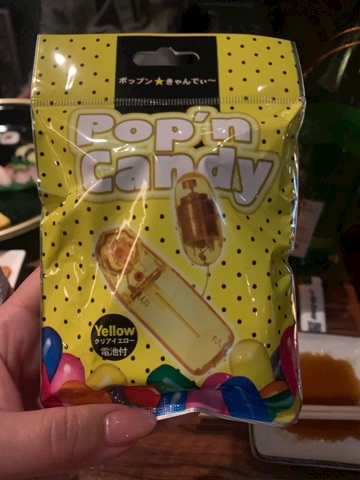 ポップン★きゃんでぃ〜
Pop'n
Candy
Yellow
クリアイエロー
電池付